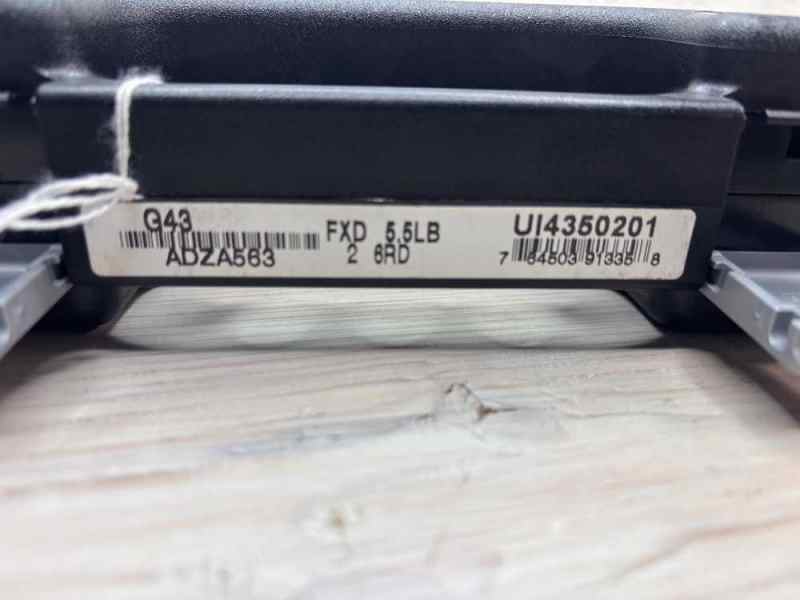 G43
ADZA563
FXD 5.5LB
2 6RD
UI4350201
7 64503 91335 8